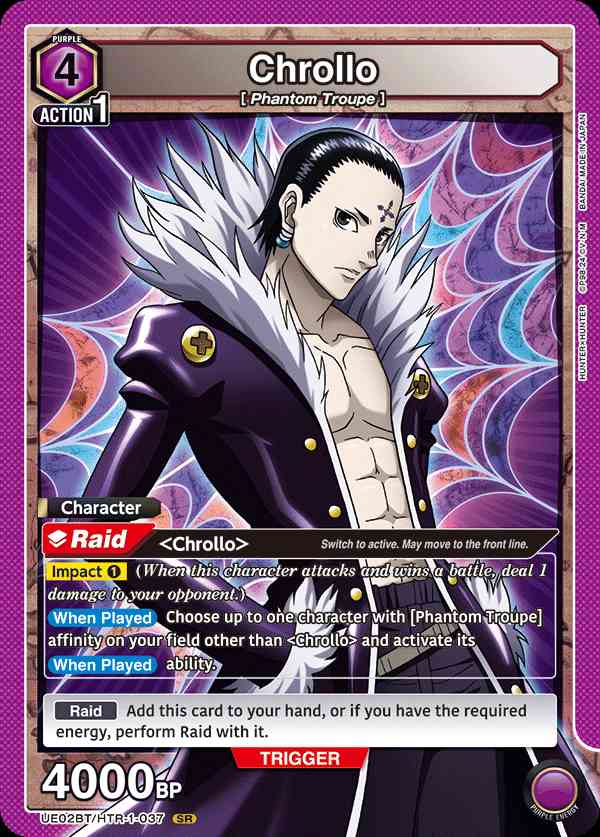 PURPLE
4
ACTION 1
Chrollo
[ Phantom Troupe ]
HUNTER×HUNTER ©P98-24 ©V,N,M BANDAI MADE IN JAPAN
Character
Raid <Chrollo> Switch to active. May move to the front line.
Impact 1 (When this character attacks and wins a battle, deal 1
damage to your opponent.)
When Played Choose up to one character with [Phantom Troupe]
affinity on your field other than <Chrollo> and activate its
When Played ability.
Raid Add this card to your hand, or if you have the required
energy, perform Raid with it.
TRIGGER
4000 BP
UE02BT/HTR-1-037 SR
PURPLE ENERGY